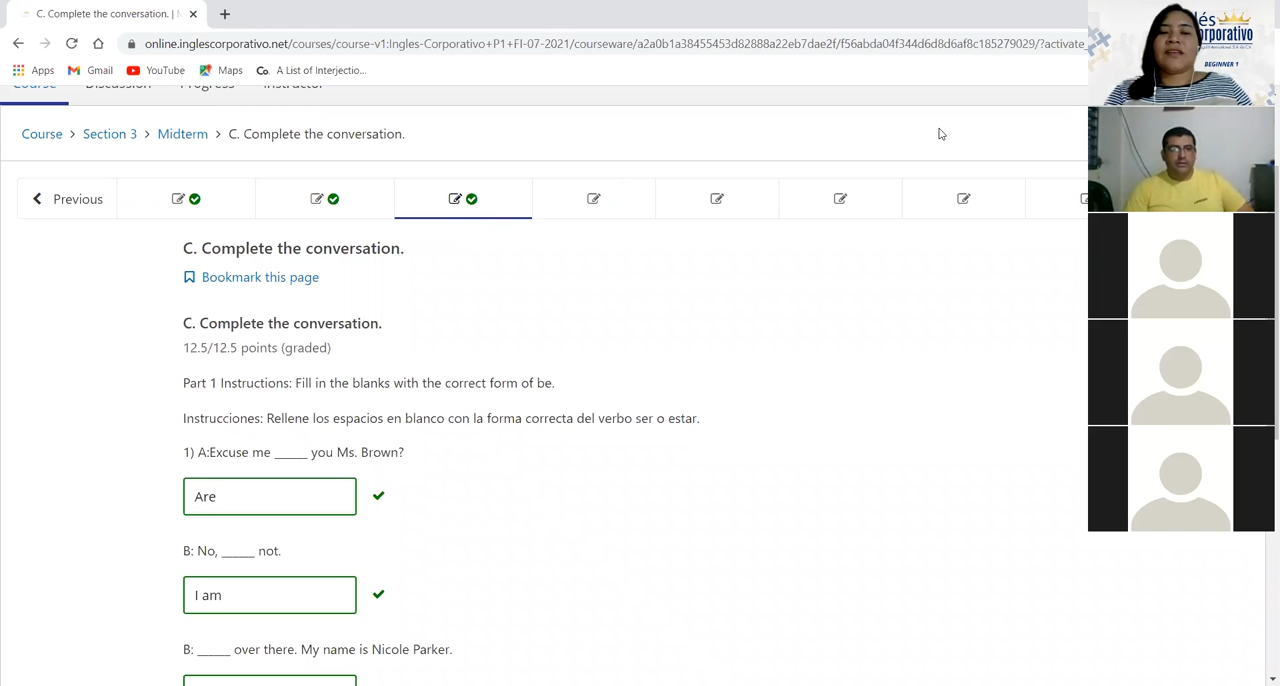 C. Complete the conversation. |
online.inglescorporativo.net/courses/course-v1:Ingles-Corporativo+P1+FI-07-2021/courseware/a2a0b1a38455453d82888a22eb7dae2f/f56abda04f344d6d8d6af8c185279029/?activate_
Apps
Gmail
YouTube
Maps
Co. A List of Interjectio...
Course
Discussion
Progress
Instructor
Course > Section 3 > Midterm > C. Complete the conversation.
Previous
C. Complete the conversation.
Bookmark this page
C. Complete the conversation.
12.5/12.5 points (graded)
Part 1 Instructions: Fill in the blanks with the correct form of be.
Instrucciones: Rellene los espacios en blanco con la forma correcta del verbo ser o estar.
1) A:Excuse me _____ you Ms. Brown?
Are
B: No, _____ not.
I am
B: _____ over there. My name is Nicole Parker.
BEGINNER 1